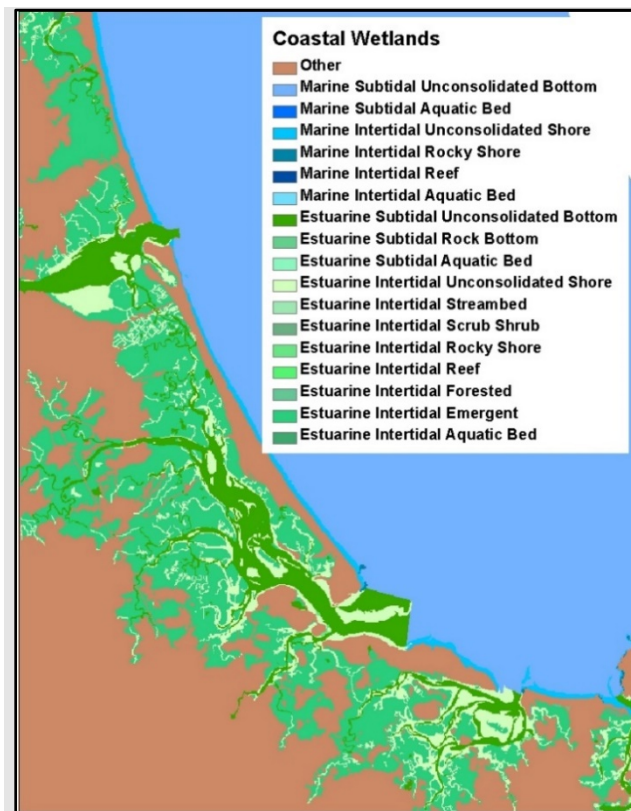 Coastal Wetlands
Other
Marine Subtidal Unconsolidated Bottom
Marine Subtidal Aquatic Bed
Marine Intertidal Unconsolidated Shore
Marine Intertidal Rocky Shore
Marine Intertidal Reef
Marine Intertidal Aquatic Bed
Estuarine Subtidal Unconsolidated Bottom
Estuarine Subtidal Rock Bottom
Estuarine Subtidal Aquatic Bed
Estuarine Intertidal Unconsolidated Shore
Estuarine Intertidal Streambed
Estuarine Intertidal Scrub Shrub
Estuarine Intertidal Rocky Shore
Estuarine Intertidal Reef
Estuarine Intertidal Forested
Estuarine Intertidal Emergent
Estuarine Intertidal Aquatic Bed